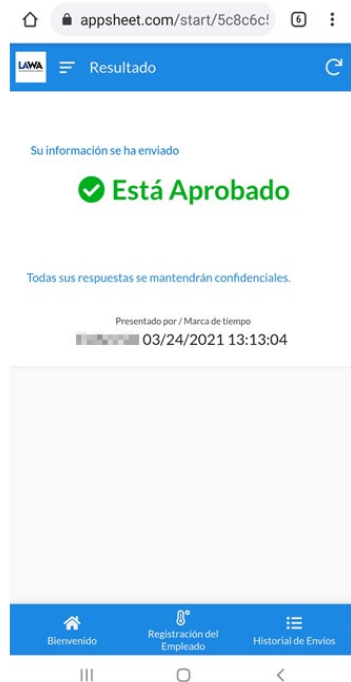 appsheet.com/start/5c8c6c!
6
LAWA
Resultado
Su información se ha enviado
Está Aprobado
Todas sus respuestas se mantendrán confidenciales.
Presentado por / Marca de tiempo
03/24/2021 13:13:04
Bienvenido
Registración del
Empleado
Historial de Envíos